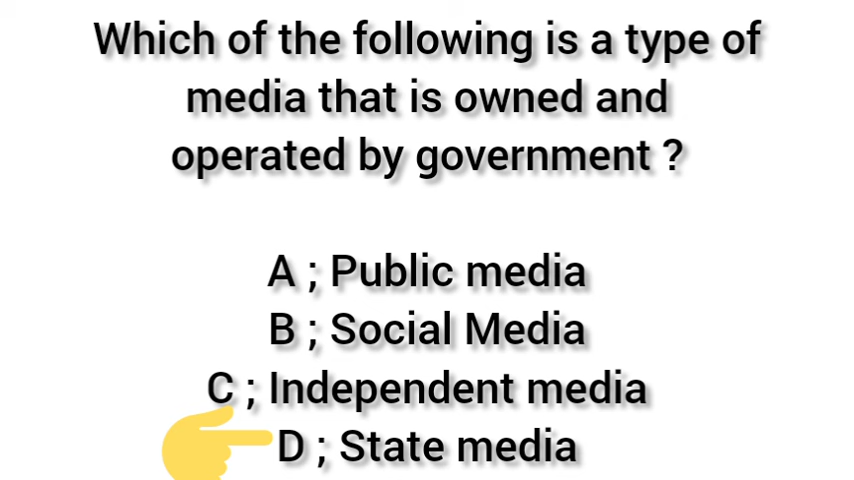 Which of the following is a type of
media that is owned and
operated by government ?
A ; Public media
B ; Social Media
C ; Independent media
D ; State media